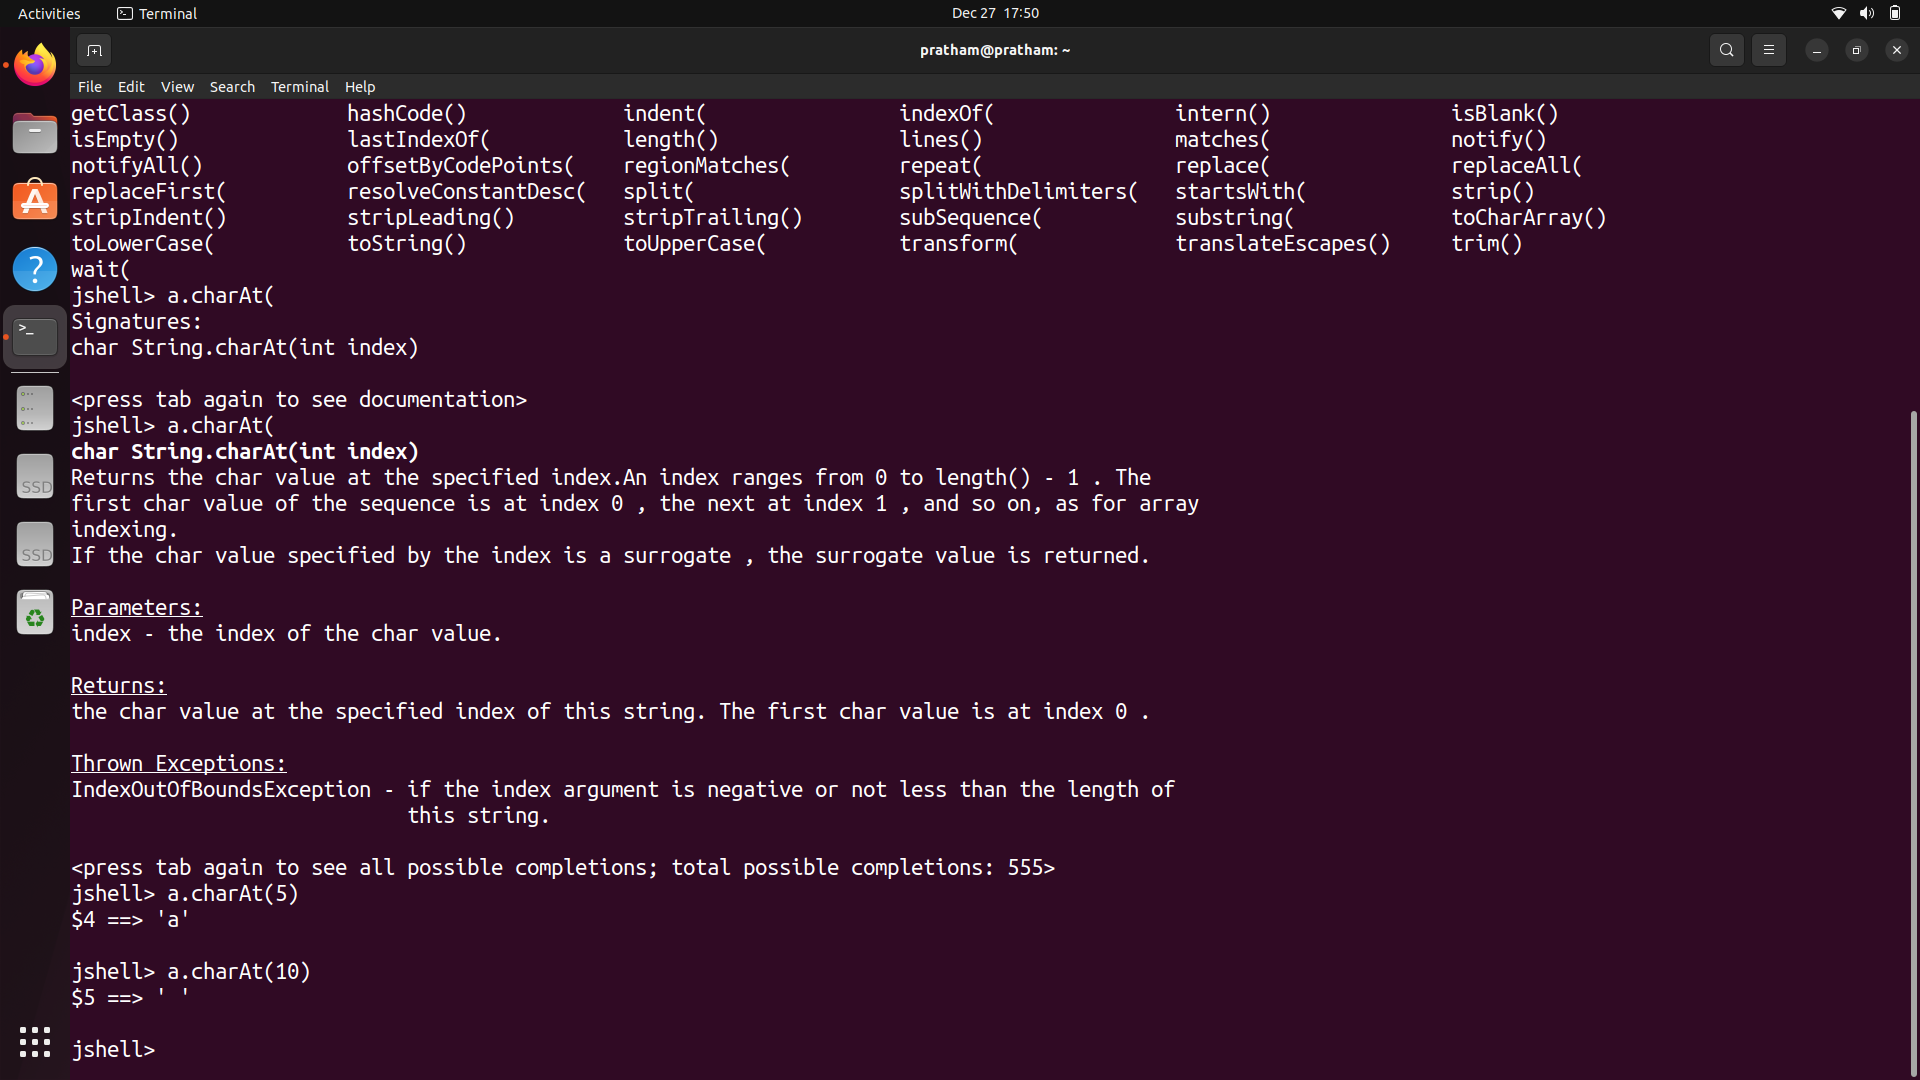 Activities Terminal Dec 27 17:50
pratham@pratham: ~
File Edit View Search Terminal Help
getClass() hashCode() indent( indexOf( intern() isBlank()
isEmpty() lastIndexOf( length() lines() matches( notify()
notifyAll() offsetByCodePoints( regionMatches( repeat( replace( replaceAll(
replaceFirst( resolveConstantDesc( split( splitWithDelimiters( startsWith( strip()
stripIndent() stripLeading() stripTrailing() subSequence( substring( toCharArray()
toLowerCase( toString() toUpperCase( transform( translateEscapes() trim()
wait(
jshell> a.charAt(
Signatures:
char String.charAt(int index)
<press tab again to see documentation>
jshell> a.charAt(
char String.charAt(int index)
Returns the char value at the specified index.An index ranges from 0 to length() - 1 . The
first char value of the sequence is at index 0 , the next at index 1 , and so on, as for array
indexing.
If the char value specified by the index is a surrogate , the surrogate value is returned.
Parameters:
index - the index of the char value.
Returns:
the char value at the specified index of this string. The first char value is at index 0 .
Thrown Exceptions:
IndexOutOfBoundsException - if the index argument is negative or not less than the length of
this string.
<press tab again to see all possible completions; total possible completions: 555>
jshell> a.charAt(5)
$4 ==> 'a'
jshell> a.charAt(10)
$5 ==> ' '
jshell>
SSD
SSD